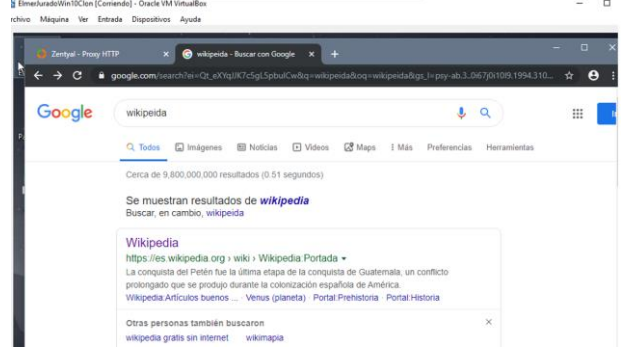 ElmerJuradoWin10Clon [Corriendo] - Oracle VM VirtualBox
rchivo Máquina Ver Entrada Dispositivos Ayuda
Zentyal - Proxy HTTP
wikipeida - Buscar con Google
google.com/search?ei=Qt_eXYqJJK7c5gL5pbulCw&q=wikipeida&oq=wikipeida&gs_l=psy-ab.3..0i67j0i10l9.1994.310...
Google
wikipeida
Todos Imágenes Noticias Videos Maps Más Preferencias Herramientas
Cerca de 9,800,000,000 resultados (0.51 segundos)
Se muestran resultados de wikipedia
Buscar, en cambio, wikipeida
Wikipedia
https://es.wikipedia.org › wiki › Wikipedia:Portada
La conquista del Petén fue la última etapa de la conquista de Guatemala, un conflicto
prolongado que se produjo durante la colonización española de América.
Wikipedia:Artículos buenos ... · Venus (planeta) · Portal:Prehistoria · Portal:Historia
Otras personas también buscaron
wikipedia gratis sin internet wikimapia